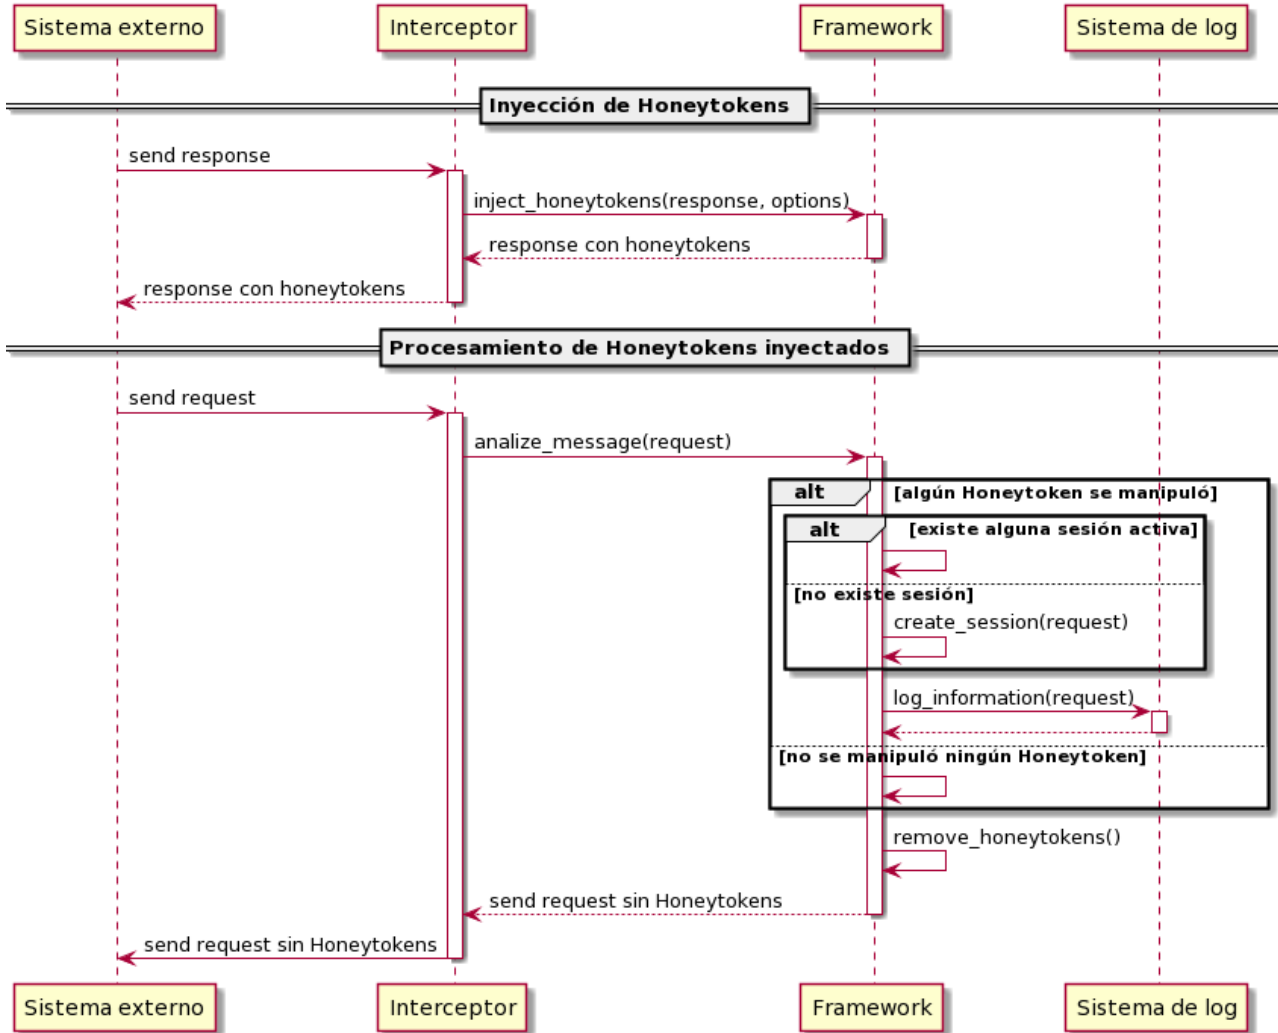 Sistema externo
Interceptor
Framework
Sistema de log
Inyección de Honeytokens
send response
inject_honeytokens(response, options)
response con honeytokens
response con honeytokens
Procesamiento de Honeytokens inyectados
send request
analize_message(request)
alt
[algún Honeytoken se manipuló]
alt
[existe alguna sesión activa]
[no existe sesión]
create_session(request)
log_information(request)
[no se manipuló ningún Honeytoken]
remove_honeytokens()
send request sin Honeytokens
send request sin Honeytokens
Sistema externo
Interceptor
Framework
Sistema de log